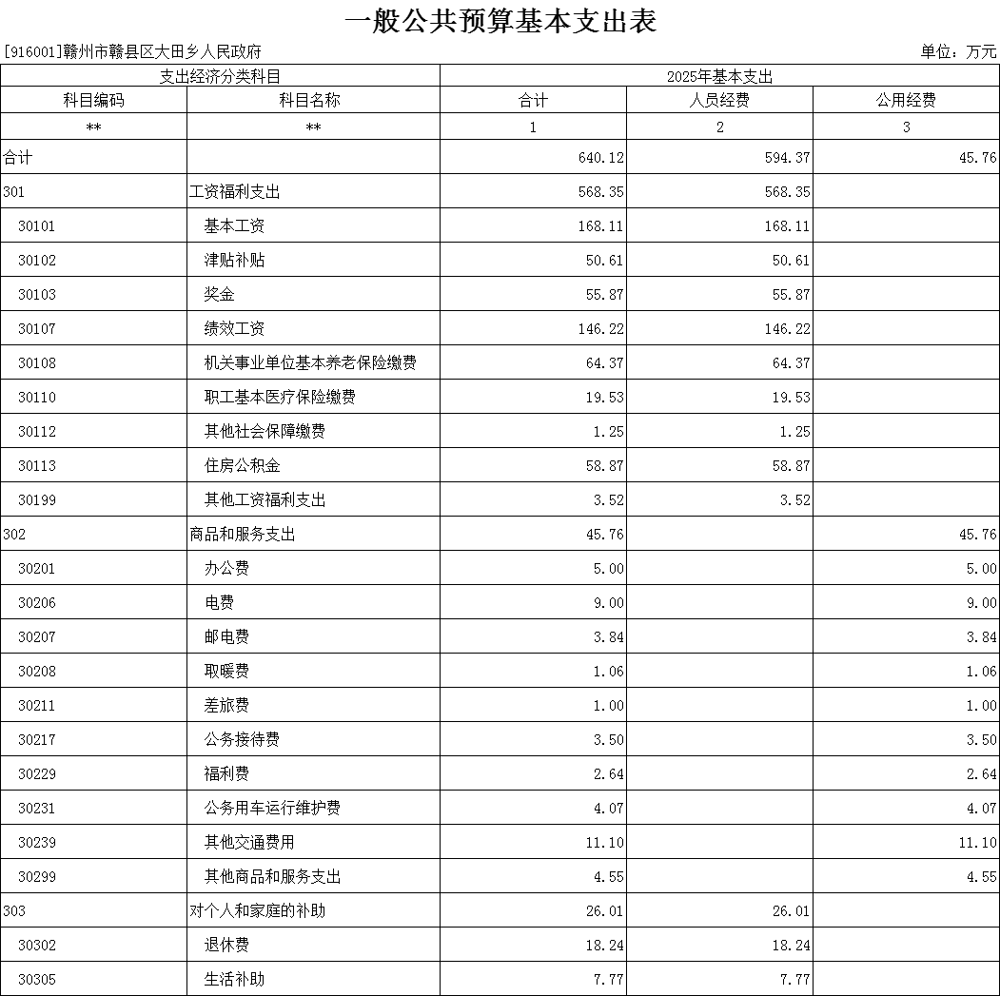 一般公共预算基本支出表
[916001]赣州市赣县区大田乡人民政府 单位：万元
支出经济分类科目 2025年基本支出
科目编码 科目名称 合计 人员经费 公用经费
** ** 1 2 3
合计 640.12 594.37 45.76
301 工资福利支出 568.35 568.35
30101 基本工资 168.11 168.11
30102 津贴补贴 50.61 50.61
30103 奖金 55.87 55.87
30107 绩效工资 146.22 146.22
30108 机关事业单位基本养老保险缴费 64.37 64.37
30110 职工基本医疗保险缴费 19.53 19.53
30112 其他社会保障缴费 1.25 1.25
30113 住房公积金 58.87 58.87
30199 其他工资福利支出 3.52 3.52
302 商品和服务支出 45.76 45.76
30201 办公费 5.00 5.00
30206 电费 9.00 9.00
30207 邮电费 3.84 3.84
30208 取暖费 1.06 1.06
30211 差旅费 1.00 1.00
30217 公务接待费 3.50 3.50
30229 福利费 2.64 2.64
30231 公务用车运行维护费 4.07 4.07
30239 其他交通费用 11.10 11.10
30299 其他商品和服务支出 4.55 4.55
303 对个人和家庭的补助 26.01 26.01
30302 退休费 18.24 18.24
30305 生活补助 7.77 7.77